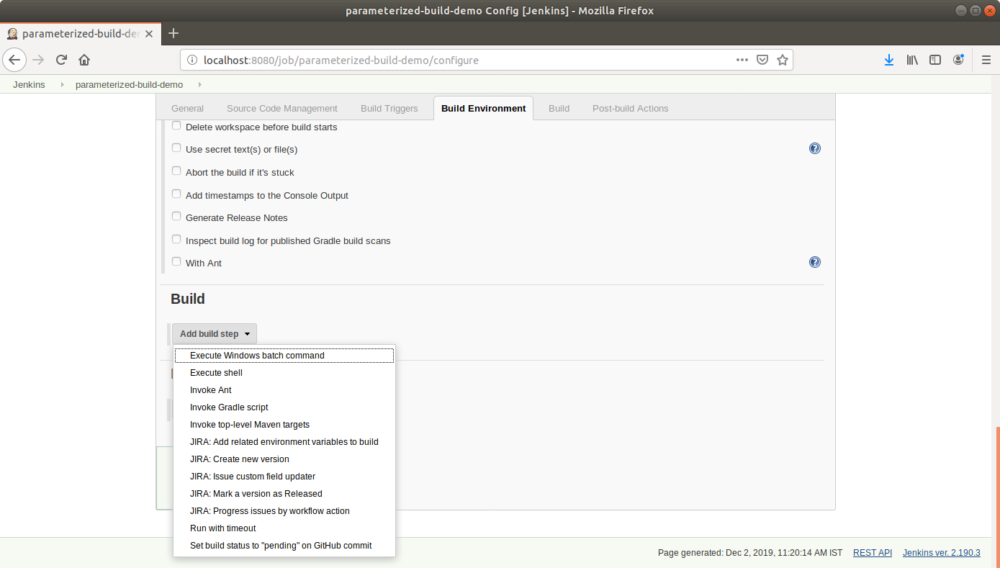 parameterized-build-demo Config [Jenkins] - Mozilla Firefox
parameterized-build-de
localhost:8080/job/parameterized-build-demo/configure
Jenkins parameterized-build-demo
General Source Code Management Build Triggers Build Environment Build Post-build Actions
Delete workspace before build starts
Use secret text(s) or file(s)
Abort the build if it's stuck
Add timestamps to the Console Output
Generate Release Notes
Inspect build log for published Gradle build scans
With Ant
Build
Add build step
Execute Windows batch command
Execute shell
Invoke Ant
Invoke Gradle script
Invoke top-level Maven targets
JIRA: Add related environment variables to build
JIRA: Create new version
JIRA: Issue custom field updater
JIRA: Mark a version as Released
JIRA: Progress issues by workflow action
Run with timeout
Set build status to "pending" on GitHub commit
Page generated: Dec 2, 2019, 11:20:14 AM IST REST API Jenkins ver. 2.190.3